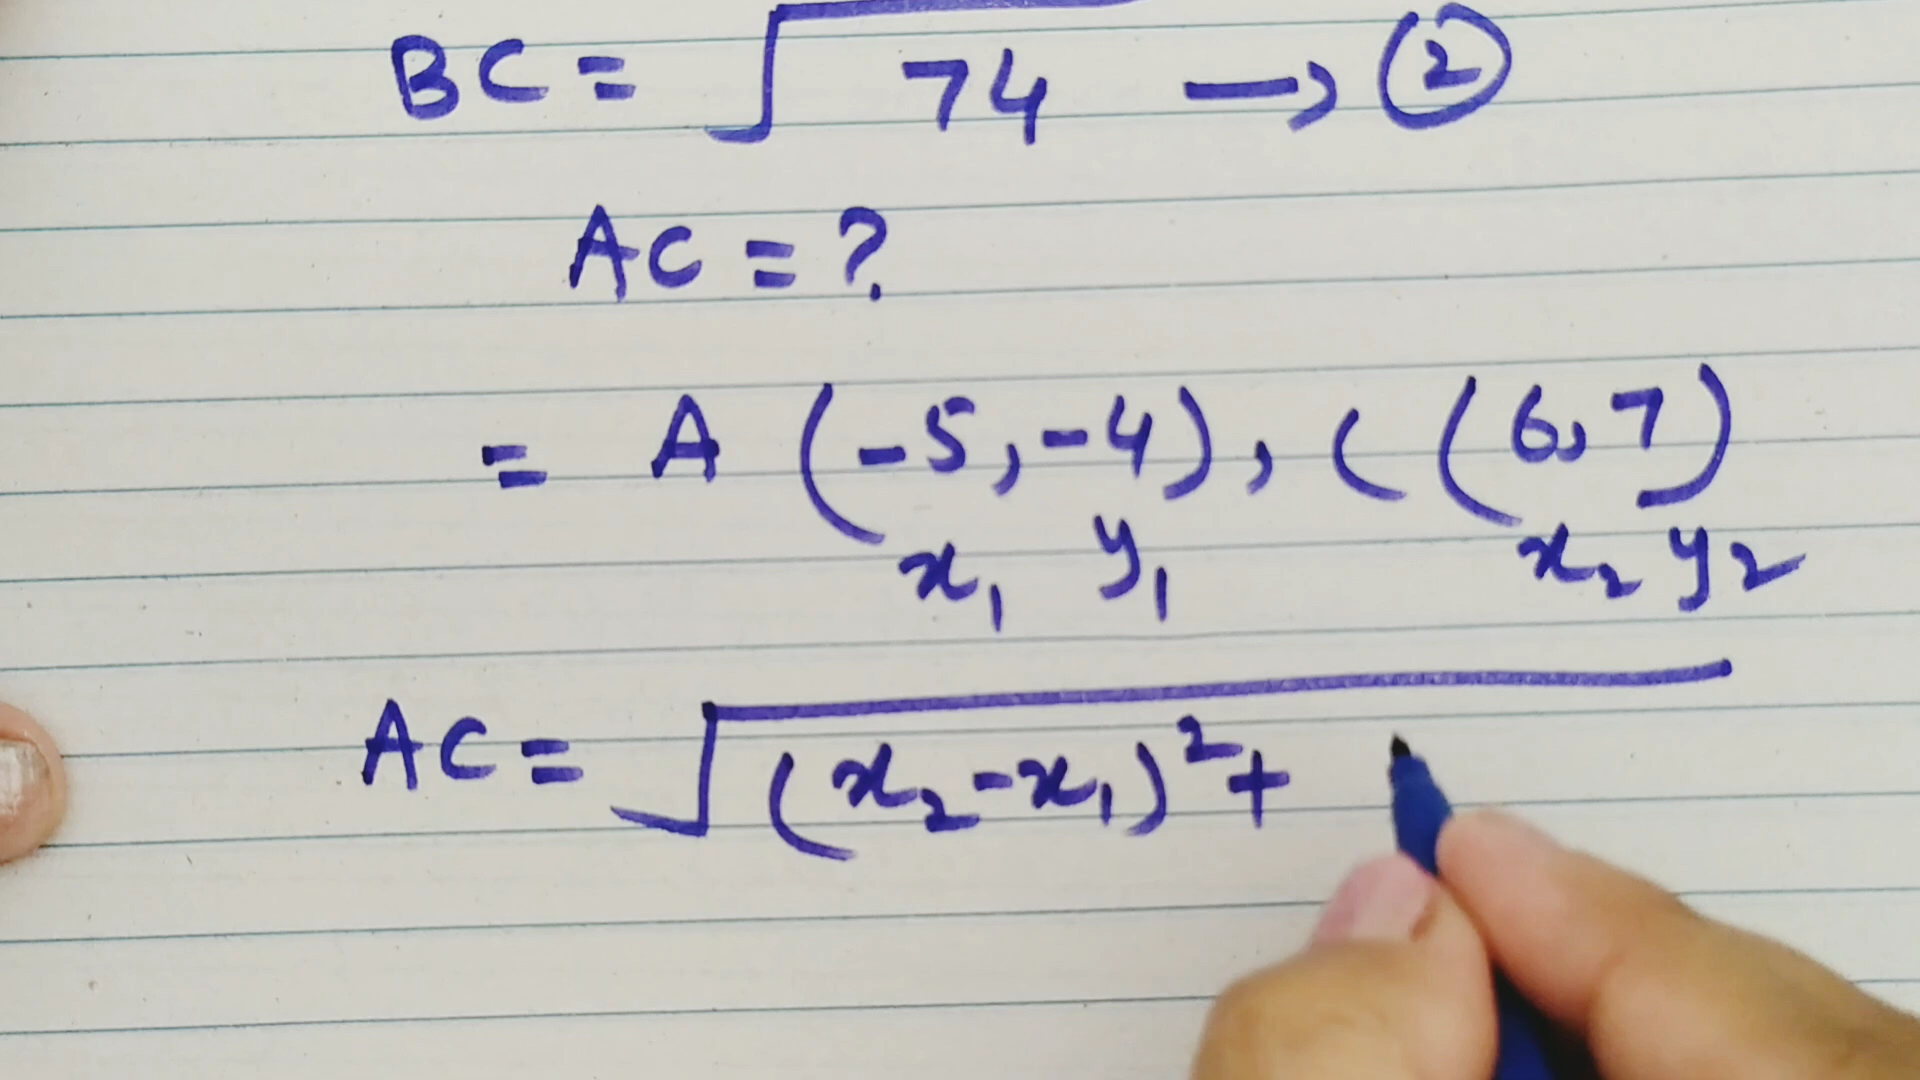 BC = √74 → ②
AC = ?
= A (-5, -4), C (6, 7)
x₁ y₁ x₂ y₂
AC = √(x₂-x₁)² +